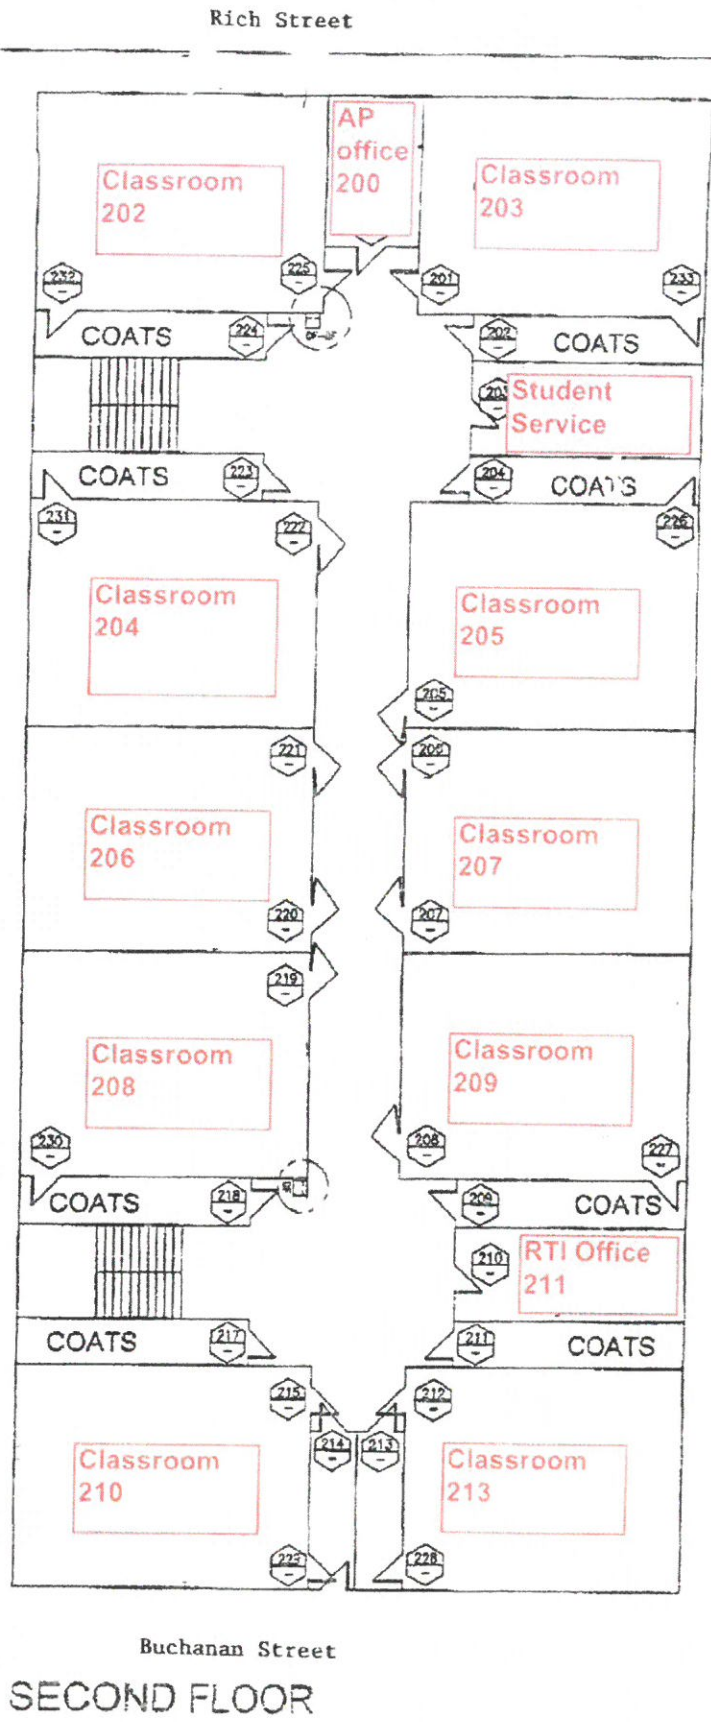 Rich Street
AP
office
200
Classroom
202
Classroom
203
232
225
201
233
COATS
224
202
COATS
203
Student
Service
COATS
223
204
COATS
231
222
226
Classroom
204
Classroom
205
205
221
206
Classroom
206
Classroom
207
220
207
219
Classroom
208
Classroom
209
230
208
227
COATS
218
209
COATS
210
RTI Office
211
COATS
217
211
COATS
215
212
214
213
Classroom
210
Classroom
213
229
228
Buchanan Street
SECOND FLOOR